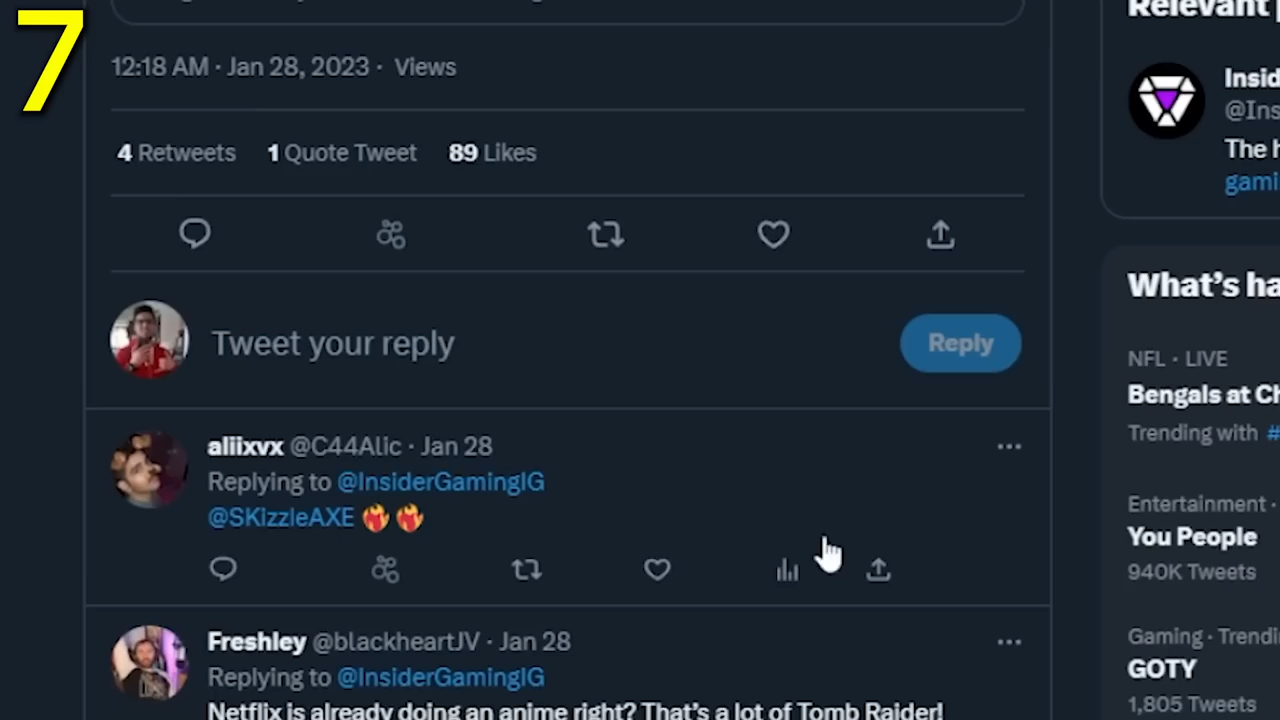 7
12:18 AM · Jan 28, 2023 · Views
4 Retweets 1 Quote Tweet 89 Likes
Tweet your reply
Reply
aliixvx @C44Alic · Jan 28
Replying to @InsiderGamingIG
@SKizzleAXE ❤️‍🔥 ❤️‍🔥
Freshley @blackheartJV · Jan 28
Replying to @InsiderGamingIG
Netflix is already doing an anime right? That's a lot of Tomb Raider!
Relevant
Insid
@Ins
The h
gami
What's ha
NFL · LIVE
Bengals at Ch
Trending with #
Entertainment ·
You People
940K Tweets
Gaming · Trendi
GOTY
1,805 Tweets